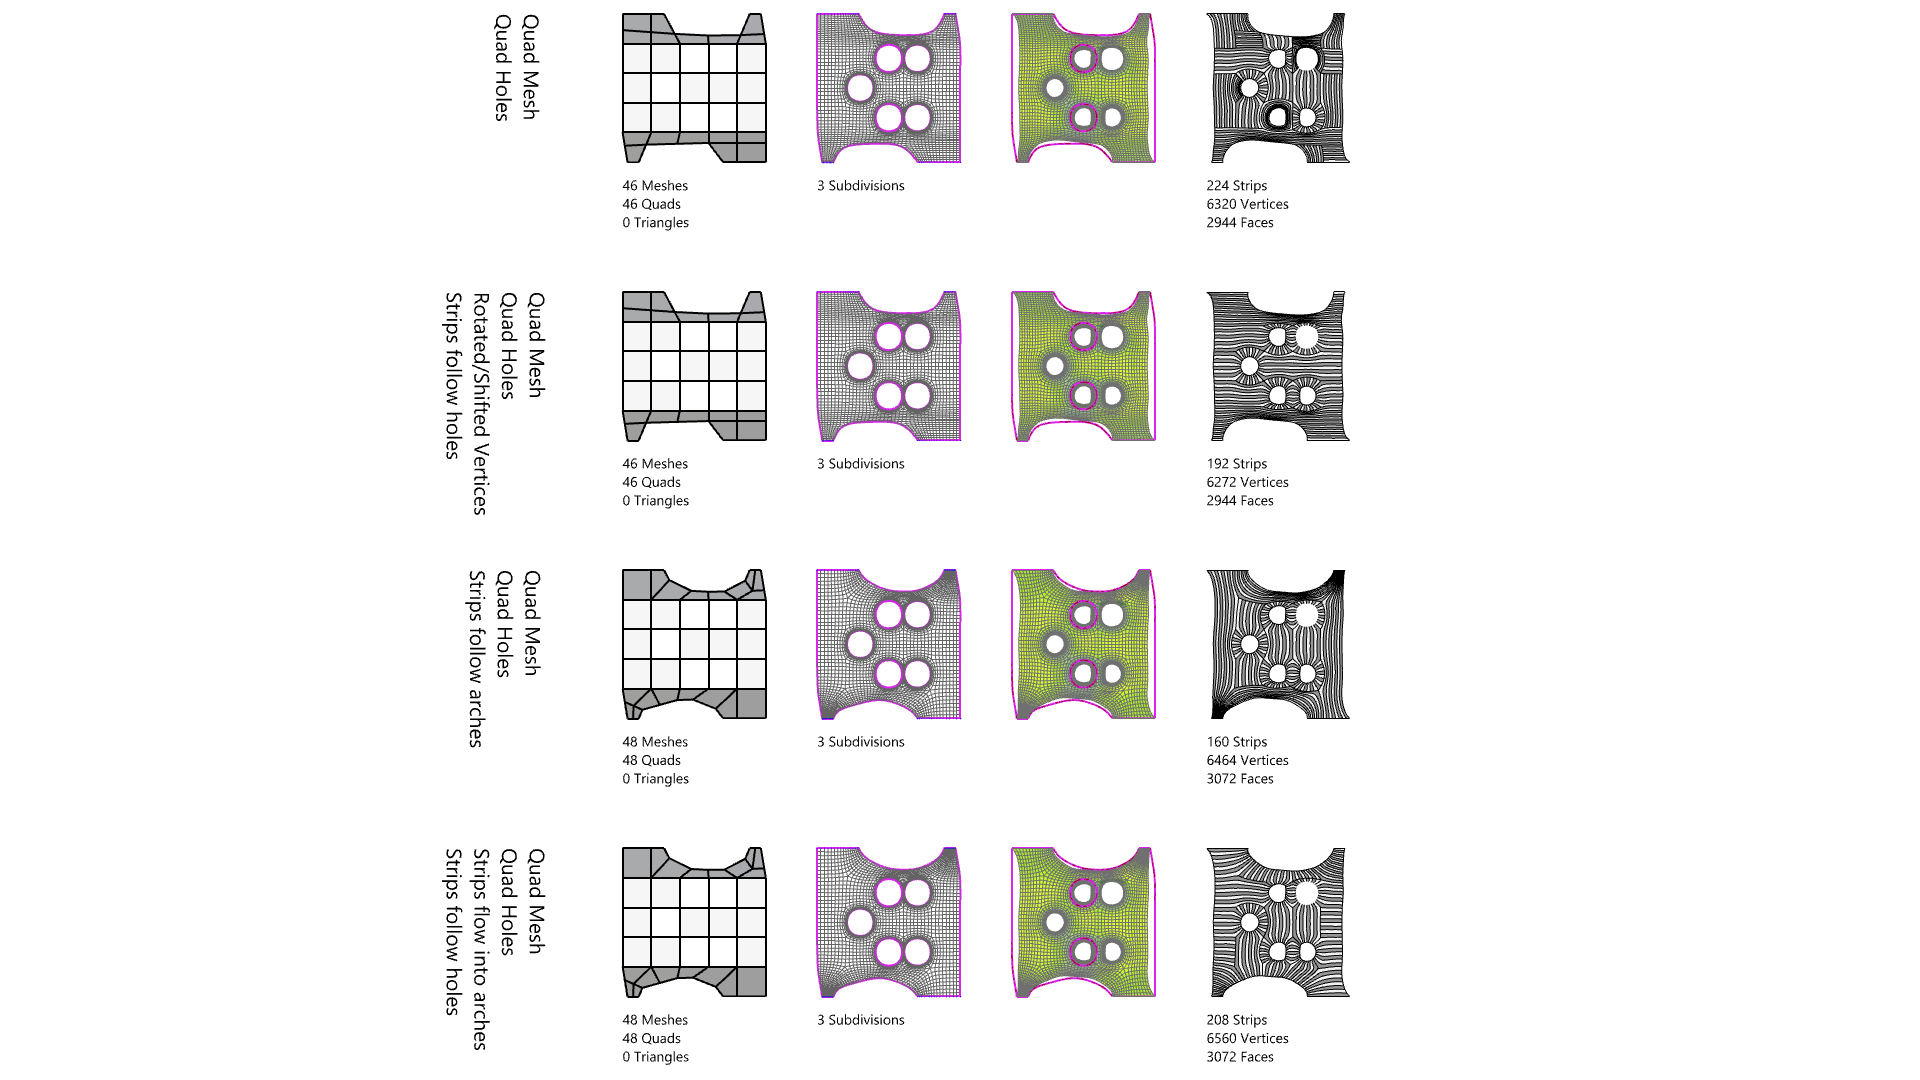 Quad Mesh
Quad Holes
46 Meshes
46 Quads
0 Triangles
3 Subdivisions
224 Strips
6320 Vertices
2944 Faces
Quad Mesh
Quad Holes
Rotated/Shifted Vertices
Strips follow holes
46 Meshes
46 Quads
0 Triangles
3 Subdivisions
192 Strips
6272 Vertices
2944 Faces
Quad Mesh
Quad Holes
Strips follow arches
48 Meshes
48 Quads
0 Triangles
3 Subdivisions
160 Strips
6464 Vertices
3072 Faces
Quad Mesh
Quad Holes
Strips flow into arches
Strips follow holes
48 Meshes
48 Quads
0 Triangles
3 Subdivisions
208 Strips
6560 Vertices
3072 Faces